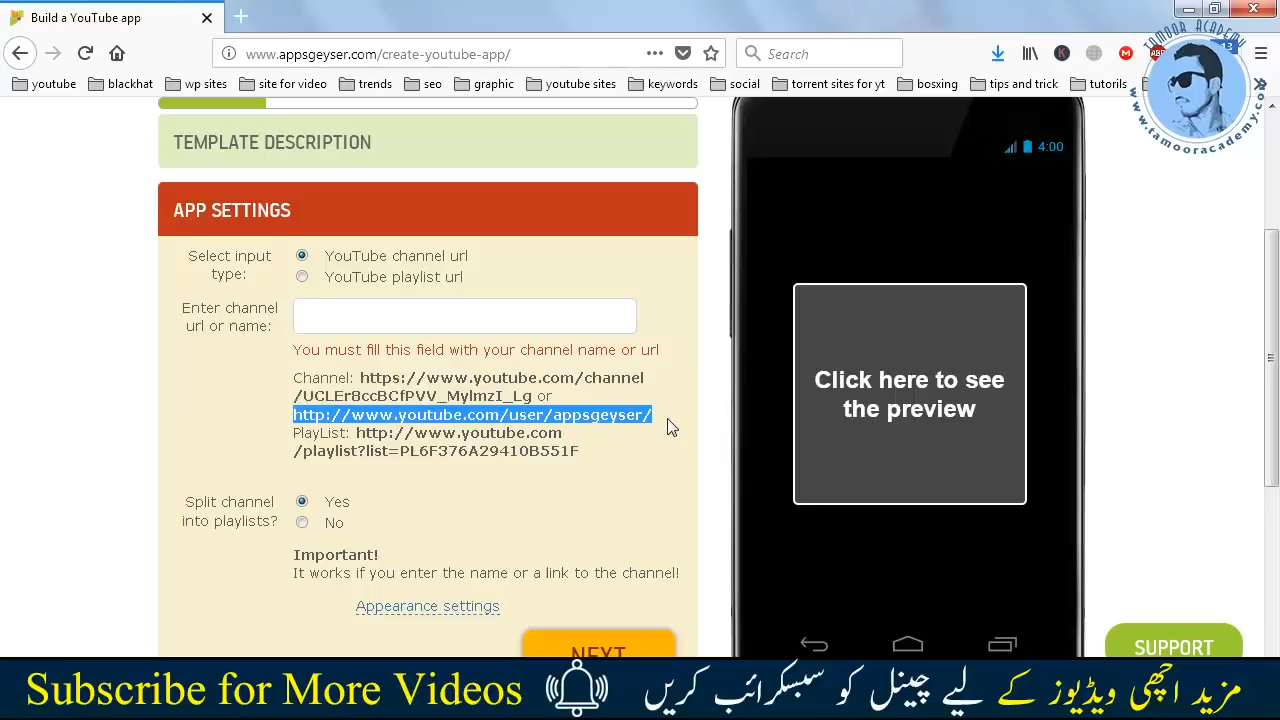 Build a YouTube app
www.appsgeyser.com/create-youtube-app/
Search
youtube
blackhat
wp sites
site for video
trends
seo
graphic
youtube sites
keywords
social
torrent sites for yt
bosxing
tips and trick
tutorils
TAMOOR ACADEMY
www.tamooracademy.com
TEMPLATE DESCRIPTION
4:00
APP SETTINGS
Select input type:
YouTube channel url
YouTube playlist url
Enter channel url or name:
You must fill this field with your channel name or url
Channel: https://www.youtube.com/channel
/UCLEr8ccBCfPVV_MylmzI_Lg or
http://www.youtube.com/user/appsgeyser/
PlayList: http://www.youtube.com
/playlist?list=PL6F376A29410B551F
Click here to see
the preview
Split channel into playlists?
Yes
No
Important!
It works if you enter the name or a link to the channel!
Appearance settings
NEXT
SUPPORT
Subscribe for More Videos
مزید اچھی ویڈیوز کے لیے چینل کو سبسکرائب کریں